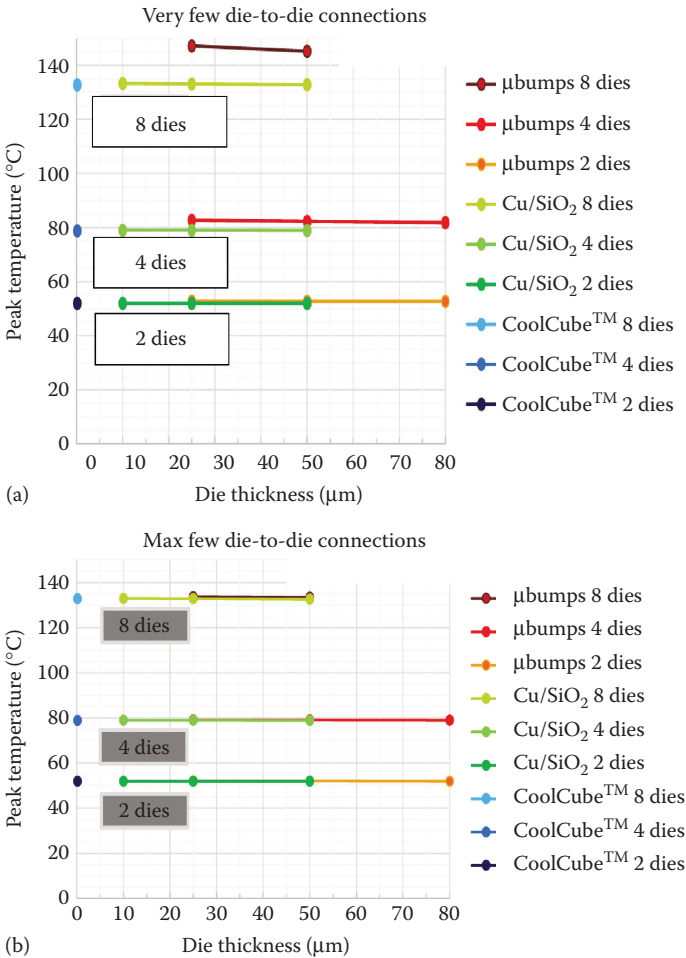 Very few die-to-die connections
140
120
100
80
60
40
20
0
Peak temperature (°C)
8 dies
4 dies
2 dies
0 10 20 30 40 50 60 70 80
Die thickness (μm)
μbumps 8 dies
μbumps 4 dies
μbumps 2 dies
Cu/SiO₂ 8 dies
Cu/SiO₂ 4 dies
Cu/SiO₂ 2 dies
CoolCube™ 8 dies
CoolCube™ 4 dies
CoolCube™ 2 dies
(a)
Max few die-to-die connections
140
120
100
80
60
40
20
0
Peak temperature (°C)
8 dies
4 dies
2 dies
0 10 20 30 40 50 60 70 80
Die thickness (μm)
μbumps 8 dies
μbumps 4 dies
μbumps 2 dies
Cu/SiO₂ 8 dies
Cu/SiO₂ 4 dies
Cu/SiO₂ 2 dies
CoolCube™ 8 dies
CoolCube™ 4 dies
CoolCube™ 2 dies
(b)